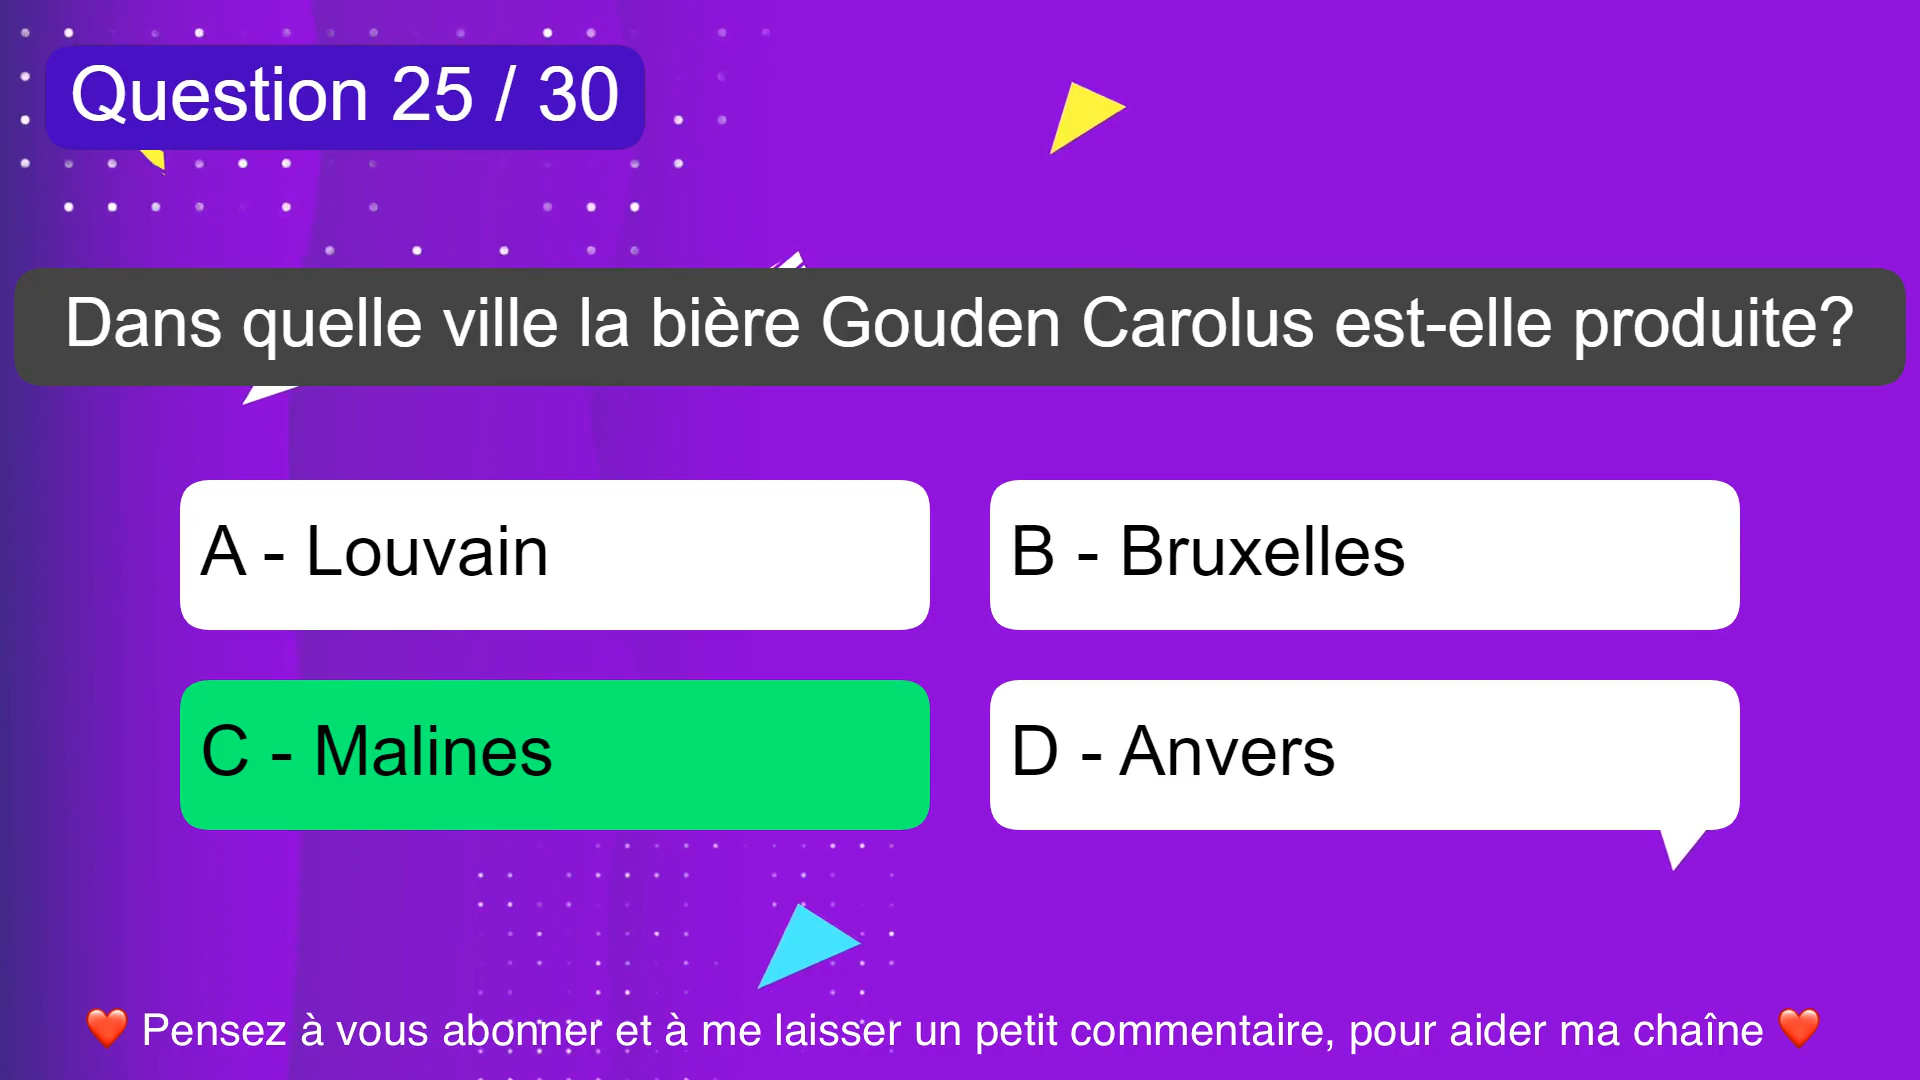 Question 25 / 30
Dans quelle ville la bière Gouden Carolus est-elle produite?
A - Louvain
B - Bruxelles
C - Malines
D - Anvers
❤️ Pensez à vous abonner et à me laisser un petit commentaire, pour aider ma chaîne ❤️